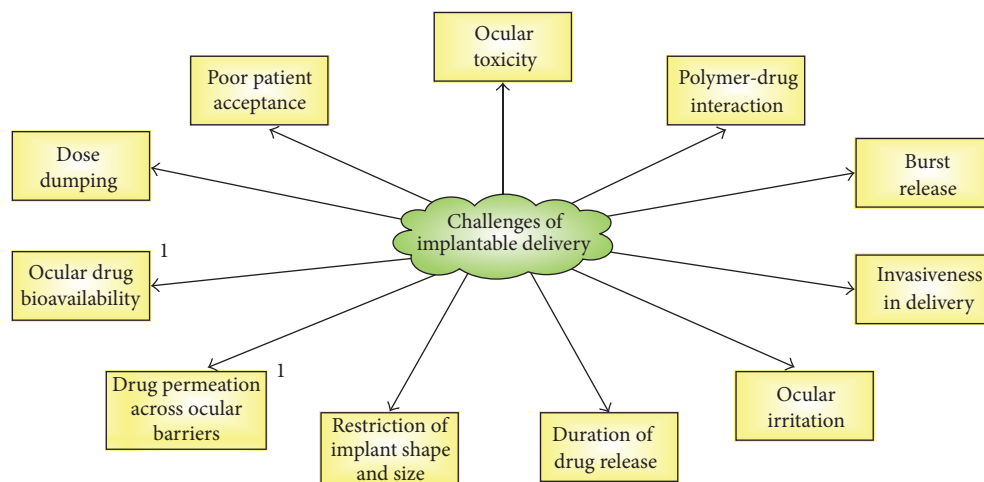 Ocular
toxicity
Poor patient
acceptance
Polymer-drug
interaction
Dose
dumping
Burst
release
Challenges of
implantable delivery
1
Ocular drug
bioavailability
Invasiveness
in delivery
1
Drug permeation
across ocular
barriers
Restriction of
implant shape
and size
Duration of
drug release
Ocular
irritation